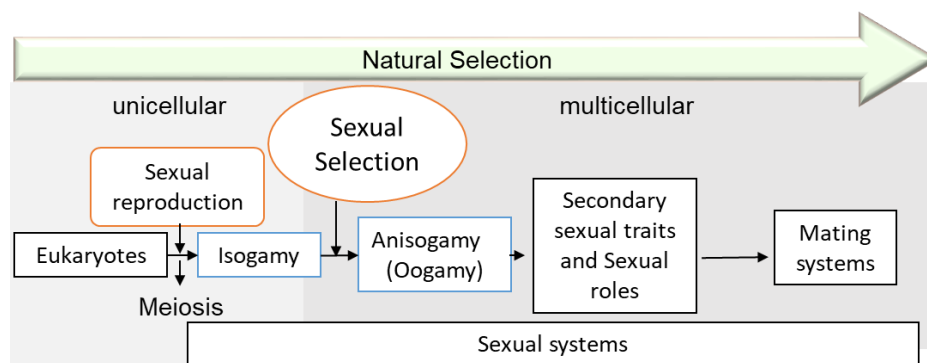 Natural Selection
unicellular
multicellular
Sexual
Selection
Sexual
reproduction
Eukaryotes
Isogamy
Anisogamy
(Oogamy)
Secondary
sexual traits
and Sexual
roles
Mating
systems
Meiosis
Sexual systems